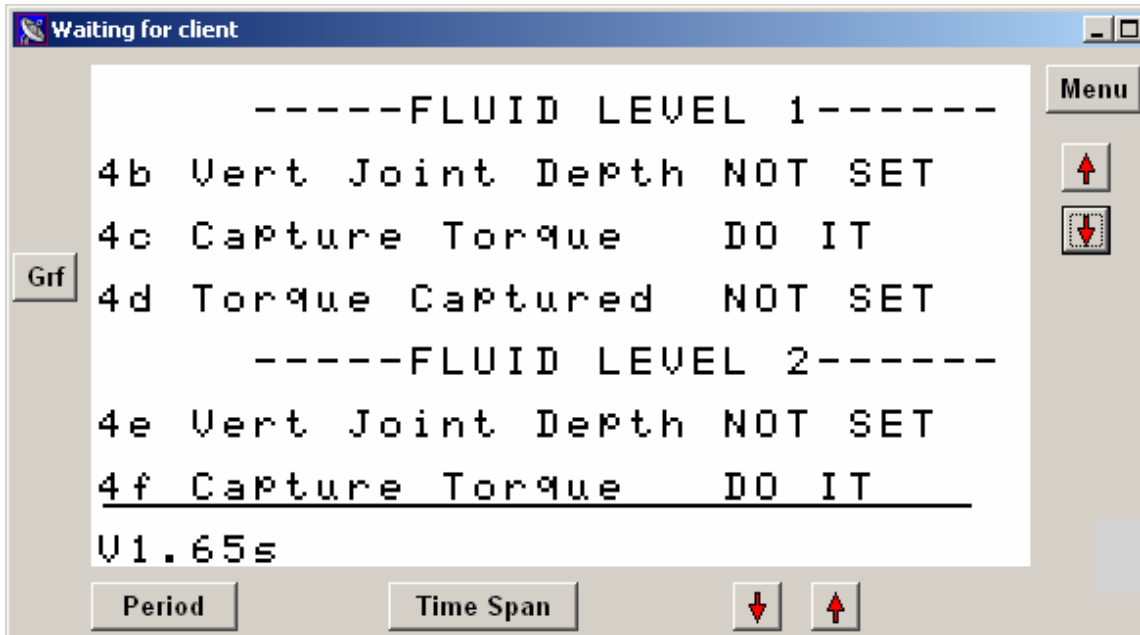 Waiting for client
Menu
-----FLUID LEVEL 1------
4b Vert Joint Depth NOT SET
4c Capture Torque DO IT
Grf
4d Torque Captured NOT SET
-----FLUID LEVEL 2------
4e Vert Joint Depth NOT SET
4f Capture Torque DO IT
V1.65s
Period Time Span